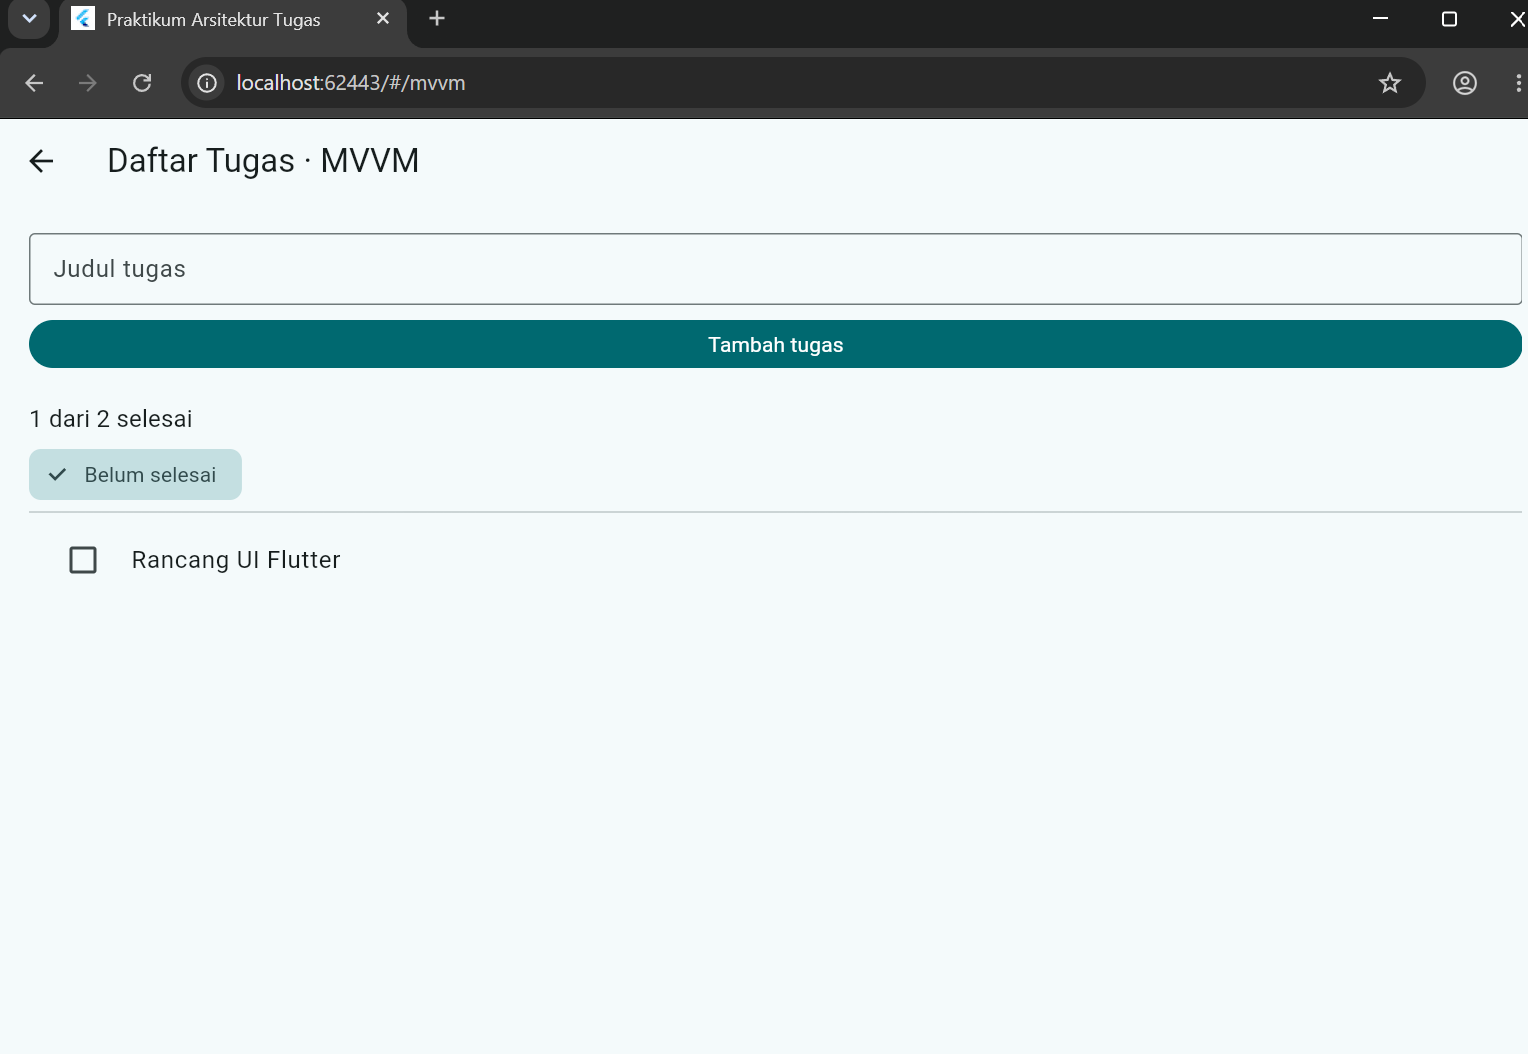 Praktikum Arsitektur Tugas
localhost:62443/#/mvvm
Daftar Tugas · MVVM
Judul tugas
Tambah tugas
1 dari 2 selesai
Belum selesai
Rancang UI Flutter